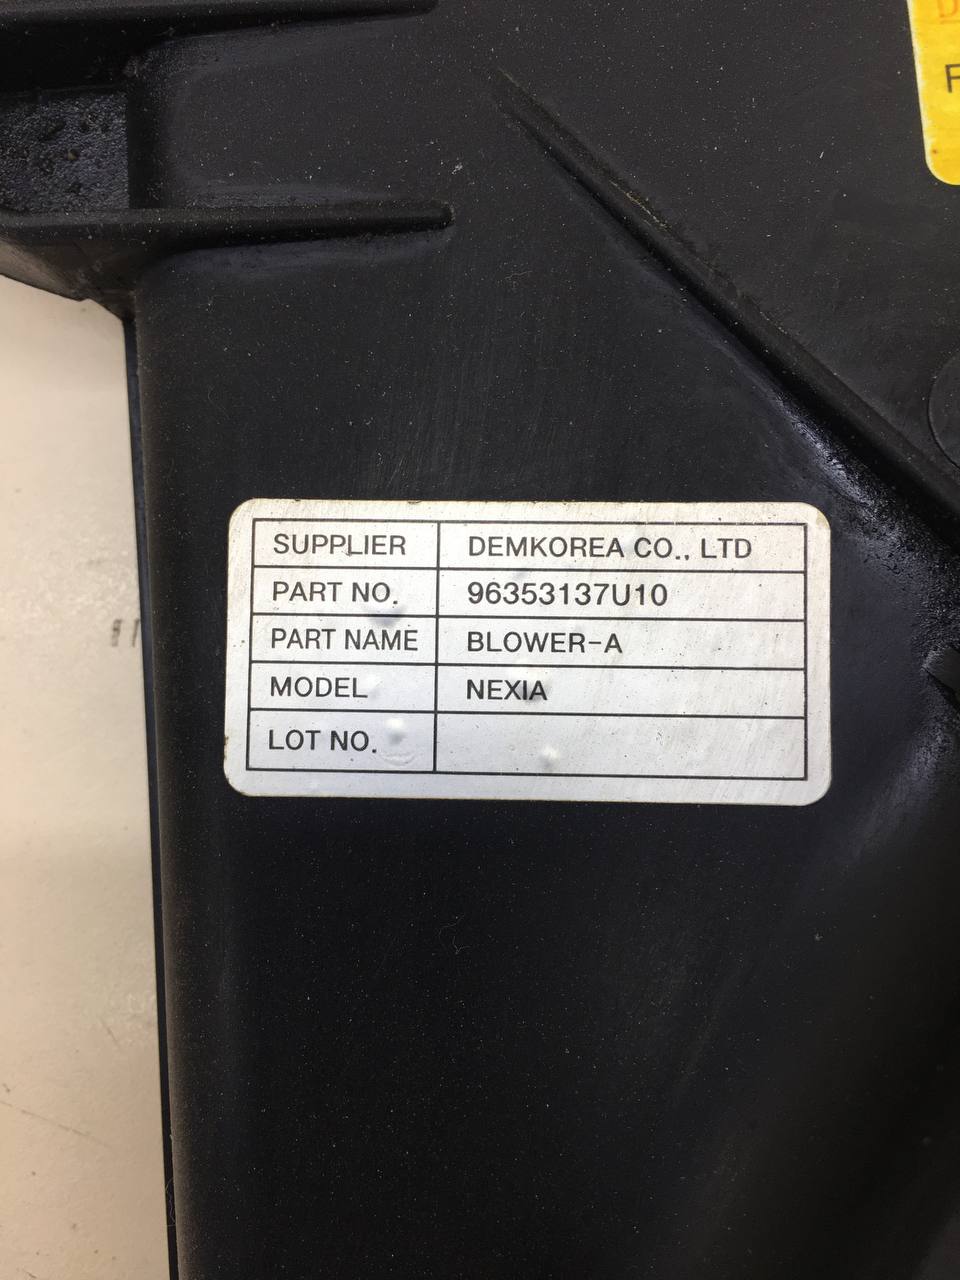 SUPPLIER DEMKOREA CO., LTD
PART NO. 96353137U10
PART NAME BLOWER-A
MODEL NEXIA
LOT NO.